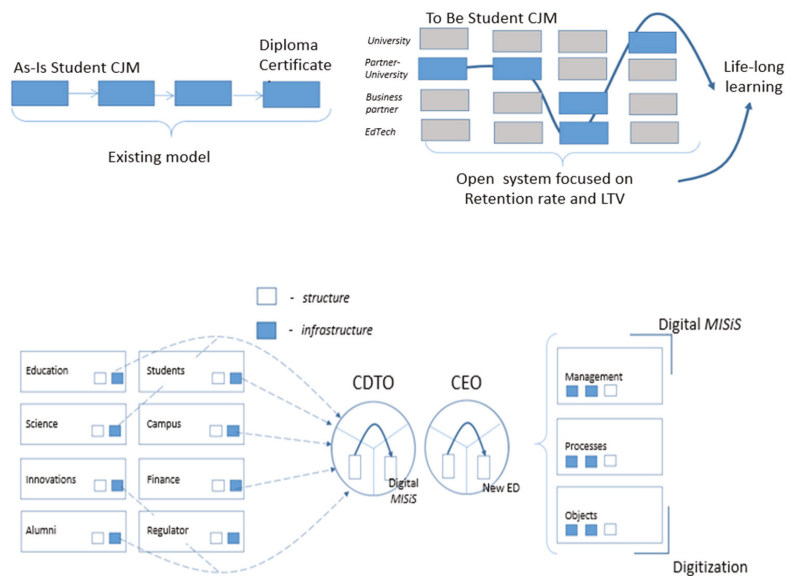 As-Is Student CJM
Diploma
Certificate
Existing model
To Be Student CJM
University
Partner-
University
Business
partner
EdTech
Life-long
learning
Open system focused on
Retention rate and LTV
- structure
- infrastructure
Education
Students
Science
Campus
Innovations
Finance
Alumni
Regulator
CDTO
CEO
Digital
MISiS
New ED
Digital MISiS
Management
Processes
Objects
Digitization